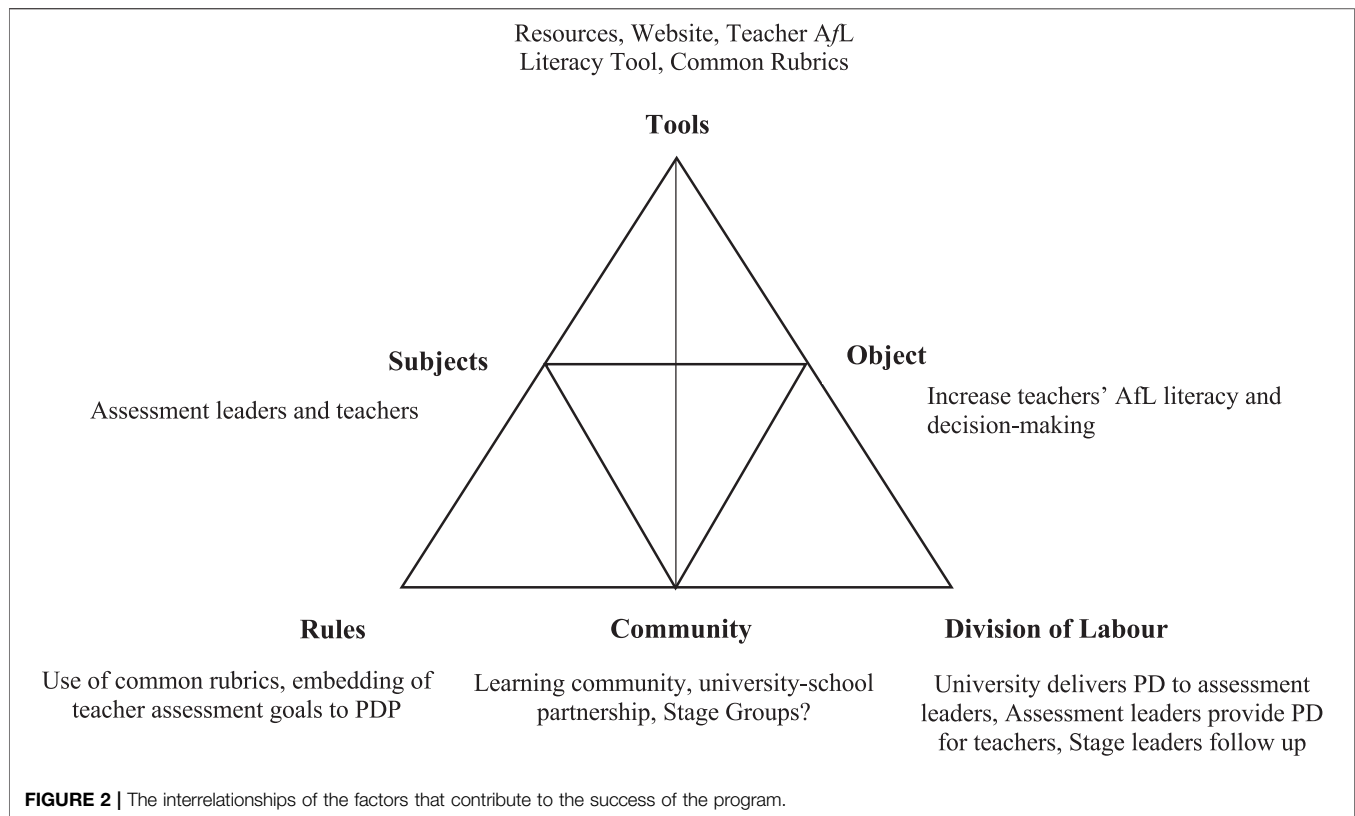 Resources, Website, Teacher AfL
Literacy Tool, Common Rubrics
Tools
Subjects
Assessment leaders and teachers
Object
Increase teachers’ AfL literacy and
decision-making
Rules
Use of common rubrics, embedding of
teacher assessment goals to PDP
Community
Learning community, university-school
partnership, Stage Groups?
Division of Labour
University delivers PD to assessment
leaders, Assessment leaders provide PD
for teachers, Stage leaders follow up
FIGURE 2 | The interrelationships of the factors that contribute to the success of the program.